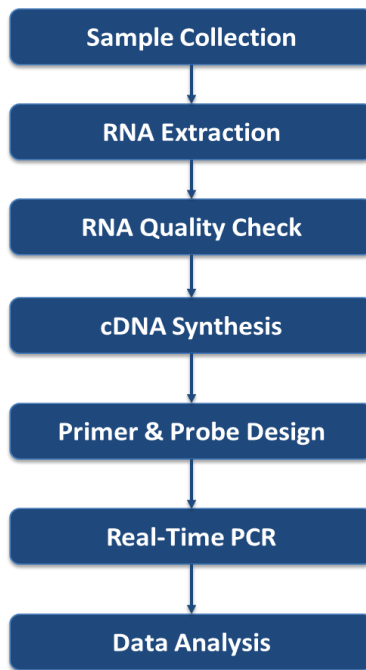 Sample Collection
RNA Extraction
RNA Quality Check
cDNA Synthesis
Primer & Probe Design
Real-Time PCR
Data Analysis